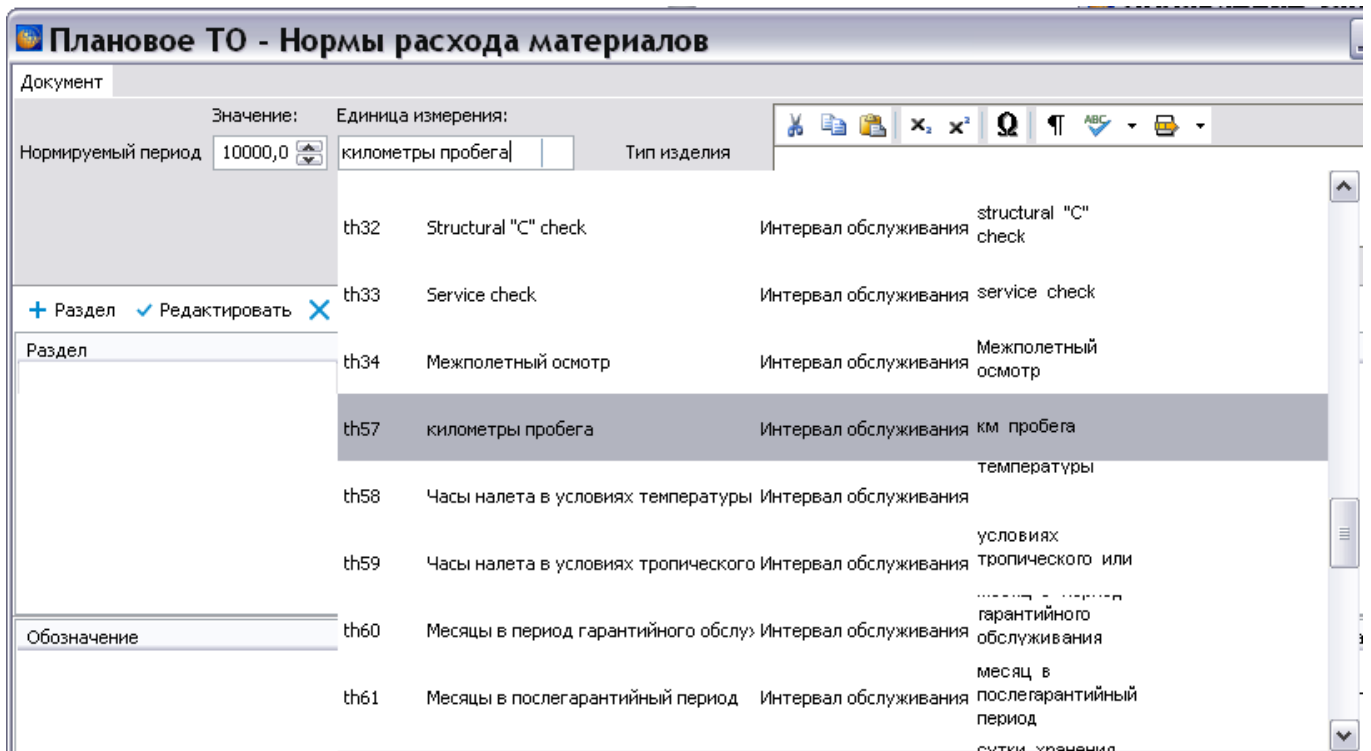 Плановое ТО - Нормы расхода материалов
Документ
Значение: Единица измерения:
Нормируемый период 10000,0 километры пробега Тип изделия
ABC
th32 Structural "C" check Интервал обслуживания structural "C"
check
th33 Service check Интервал обслуживания service check
+ Раздел Редактировать
Раздел
th34 Межполетный осмотр Интервал обслуживания Межполетный
осмотр
th57 километры пробега Интервал обслуживания км пробега
температуры
th58 Часы налета в условиях температуры Интервал обслуживания
условиях
th59 Часы налета в условиях тропического Интервал обслуживания тропического или
гарантийного
th60 Месяцы в период гарантийного Интервал обслуживания обслуживания
Обозначение
месяц в
th61 Месяцы в послегарантийный период Интервал обслуживания послегарантийный
период
сутки хранения